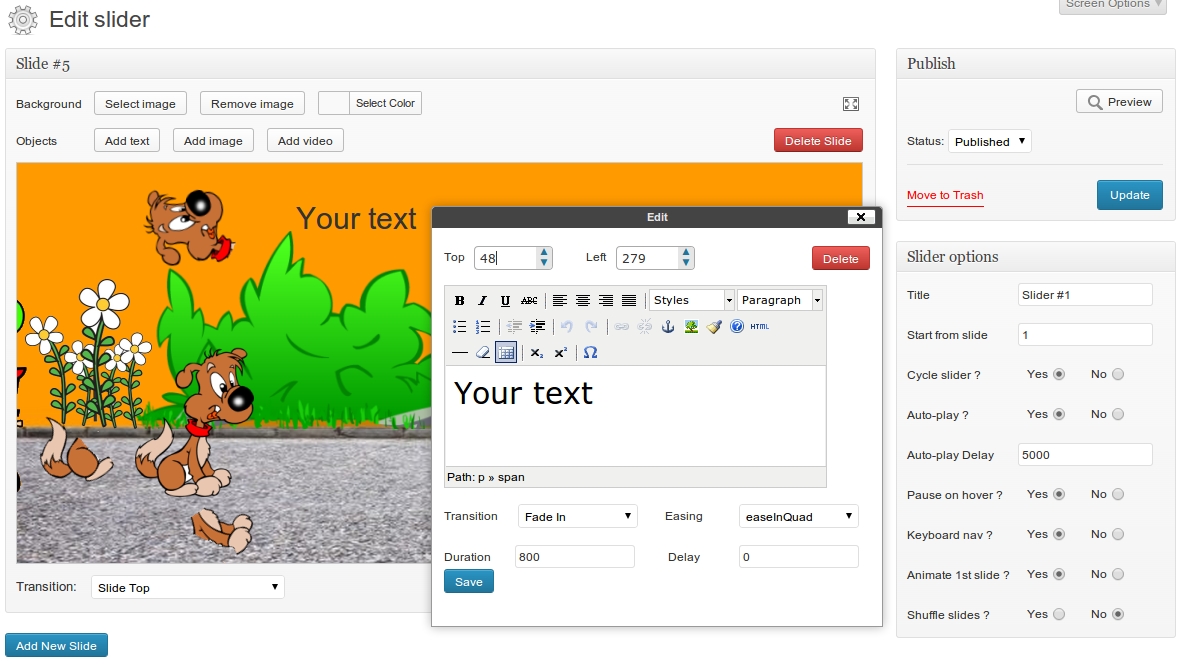 Edit slider
Screen Options
Slide #5
Background Select image Remove image Select Color
Objects Add text Add image Add video Delete Slide
Your text
Transition: Slide Top
Add New Slide
Edit
Top 48 Left 279 Delete
B I U ABC Styles Paragraph
HTML
Your text
Path: p » span
Transition Fade In Easing easeInQuad
Duration 800 Delay 0
Save
Publish
Preview
Status: Published
Move to Trash Update
Slider options
Title Slider #1
Start from slide 1
Cycle slider ? Yes No
Auto-play ? Yes No
Auto-play Delay 5000
Pause on hover ? Yes No
Keyboard nav ? Yes No
Animate 1st slide ? Yes No
Shuffle slides ? Yes No